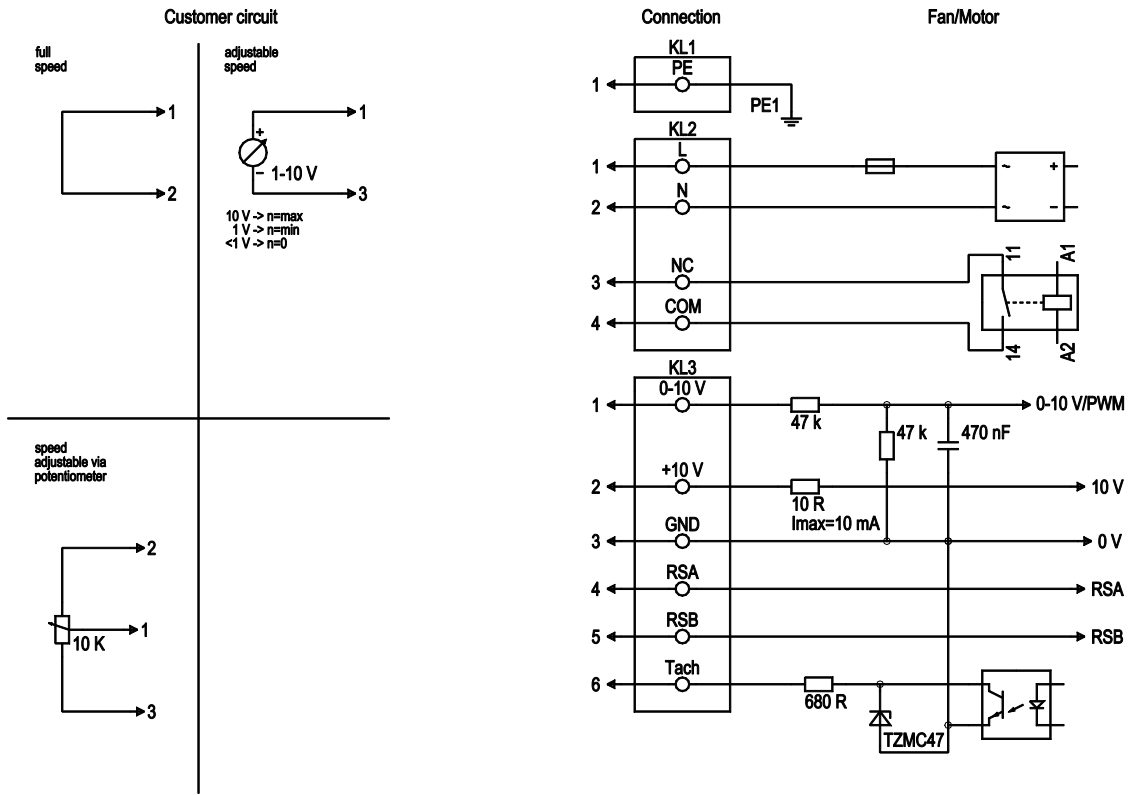 Customer circuit
full
speed
1
2
adjustable
speed
1
+
− 1-10 V
3
10 V -> n=max
1 V -> n=min
<1 V -> n=0
speed
adjustable via
potentiometer
2
1
10 K
3
Connection
Fan/Motor
KL1
PE
1
PE1
KL2
L
1
~ +
N
2
~ −
11
A1
NC
3
COM
4
14
A2
KL3
0-10 V
1
0-10 V/PWM
47 k
47 k
470 nF
+10 V
2
10 V
10 R
Imax=10 mA
GND
3
0 V
RSA
4
RSA
RSB
5
RSB
Tach
6
680 R
TZMC47